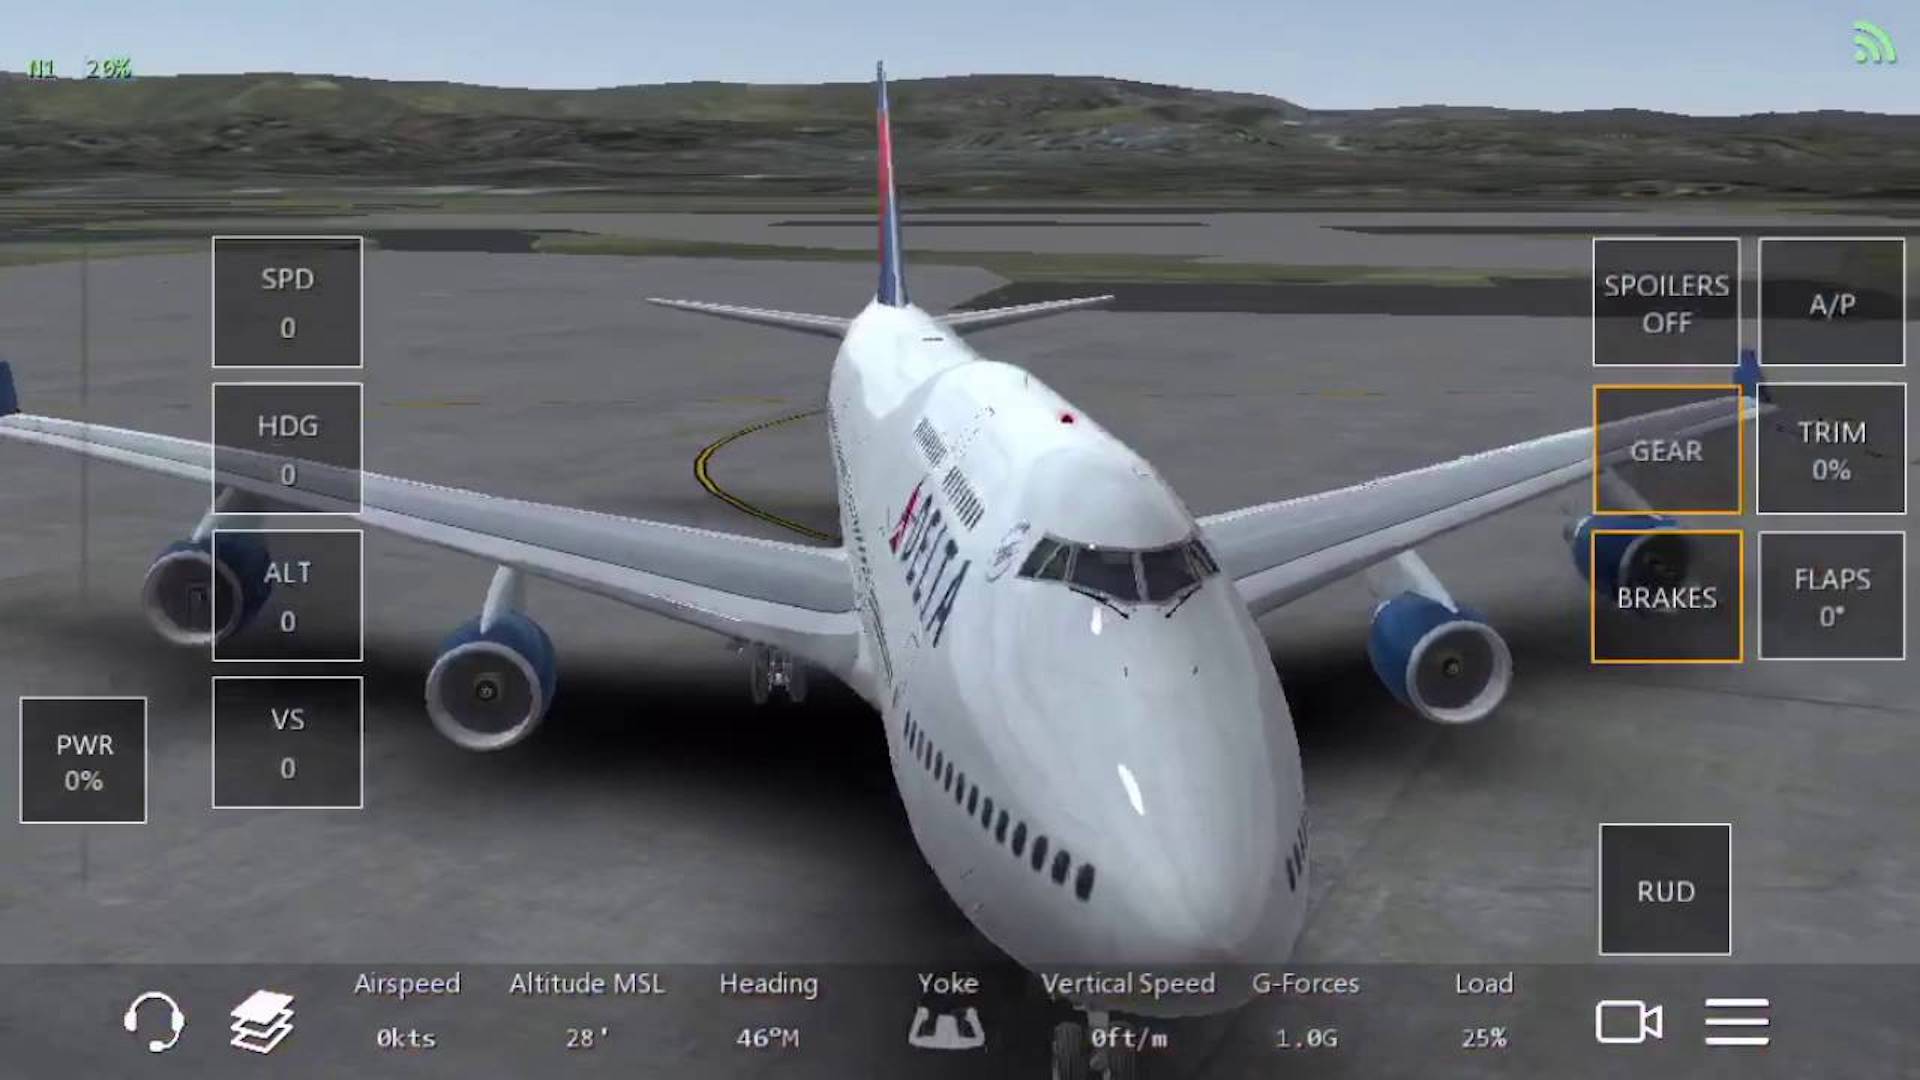 N1 20%
SPD
0
HDG
0
ALT
0
VS
0
PWR
0%
SPOILERS
OFF
A/P
GEAR
TRIM
0%
BRAKES
FLAPS
0°
RUD
DELTA
Airspeed
0kts
Altitude MSL
28'
Heading
46°M
Yoke
Vertical Speed
0ft/m
G-Forces
1.0G
Load
25%